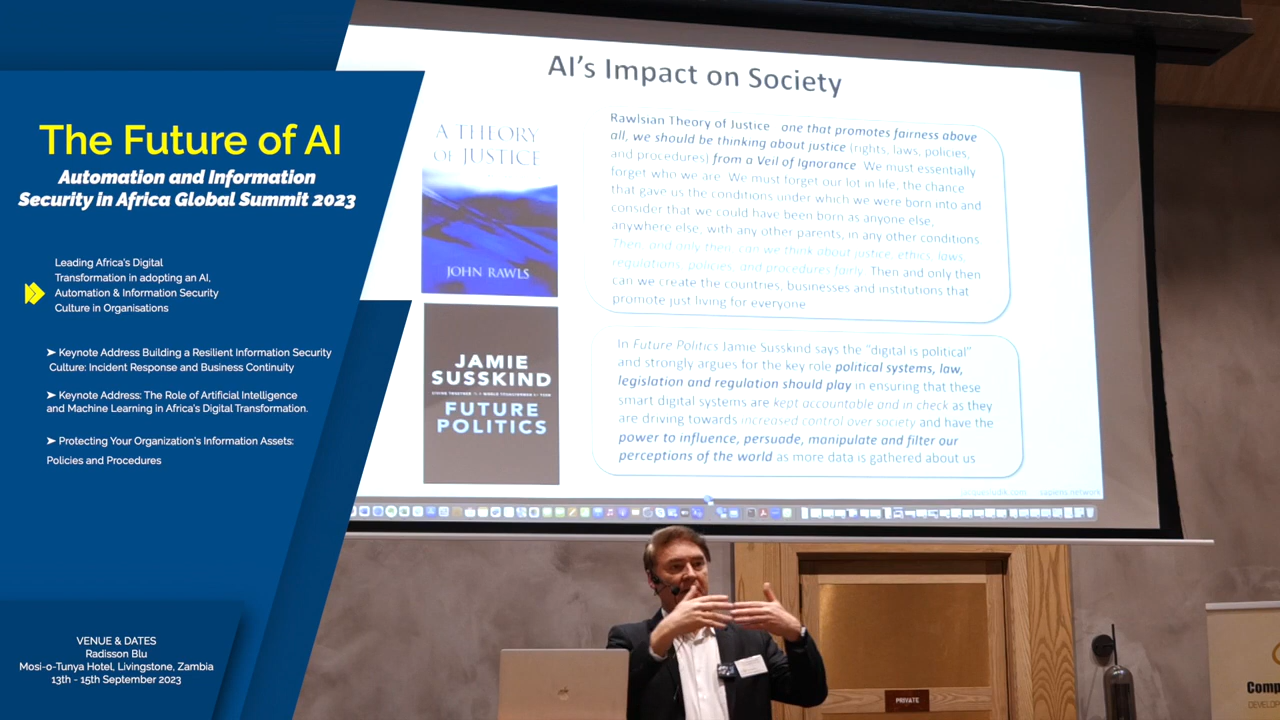 The Future of AI
Automation and Information
Security in Africa Global Summit 2023
Leading Africa's Digital
Transformation in adopting an AI,
Automation & Information Security
Culture in Organisations
➤ Keynote Address Building a Resilient Information Security
Culture: Incident Response and Business Continuity
➤ Keynote Address: The Role of Artificial Intelligence
and Machine Learning in Africa's Digital Transformation.
➤ Protecting Your Organization's Information Assets:
Policies and Procedures
VENUE & DATES
Radisson Blu
Mosi-o-Tunya Hotel, Livingstone, Zambia
13th - 15th September 2023
AI's Impact on Society
A THEORY
OF JUSTICE
JOHN RAWLS
Rawlsian Theory of Justice one that promotes fairness above
all, we should be thinking about justice (rights, laws, policies,
and procedures) from a Veil of Ignorance We must essentially
forget who we are. We must forget our lot in life, the chance
that gave us the conditions under which we were born into and
consider that we could have been born as anyone else,
anywhere else, with any other parents, in any other conditions
Then, and only then, can we think about justice, ethics, laws,
regulations, policies, and procedures fairly. Then and only then
can we create the countries, businesses and institutions that
promote just living for everyone
JAMIE
SUSSKIND
FUTURE
POLITICS
In Future Politics Jamie Susskind says the "digital is political"
and strongly argues for the key role political systems, law,
legislation and regulation should play in ensuring that these
smart digital systems are kept accountable and in check as they
are driving towards increased control over society and have the
power to influence, persuade, manipulate and filter our
perceptions of the world as more data is gathered about us
sapiens.network
PRIVATE